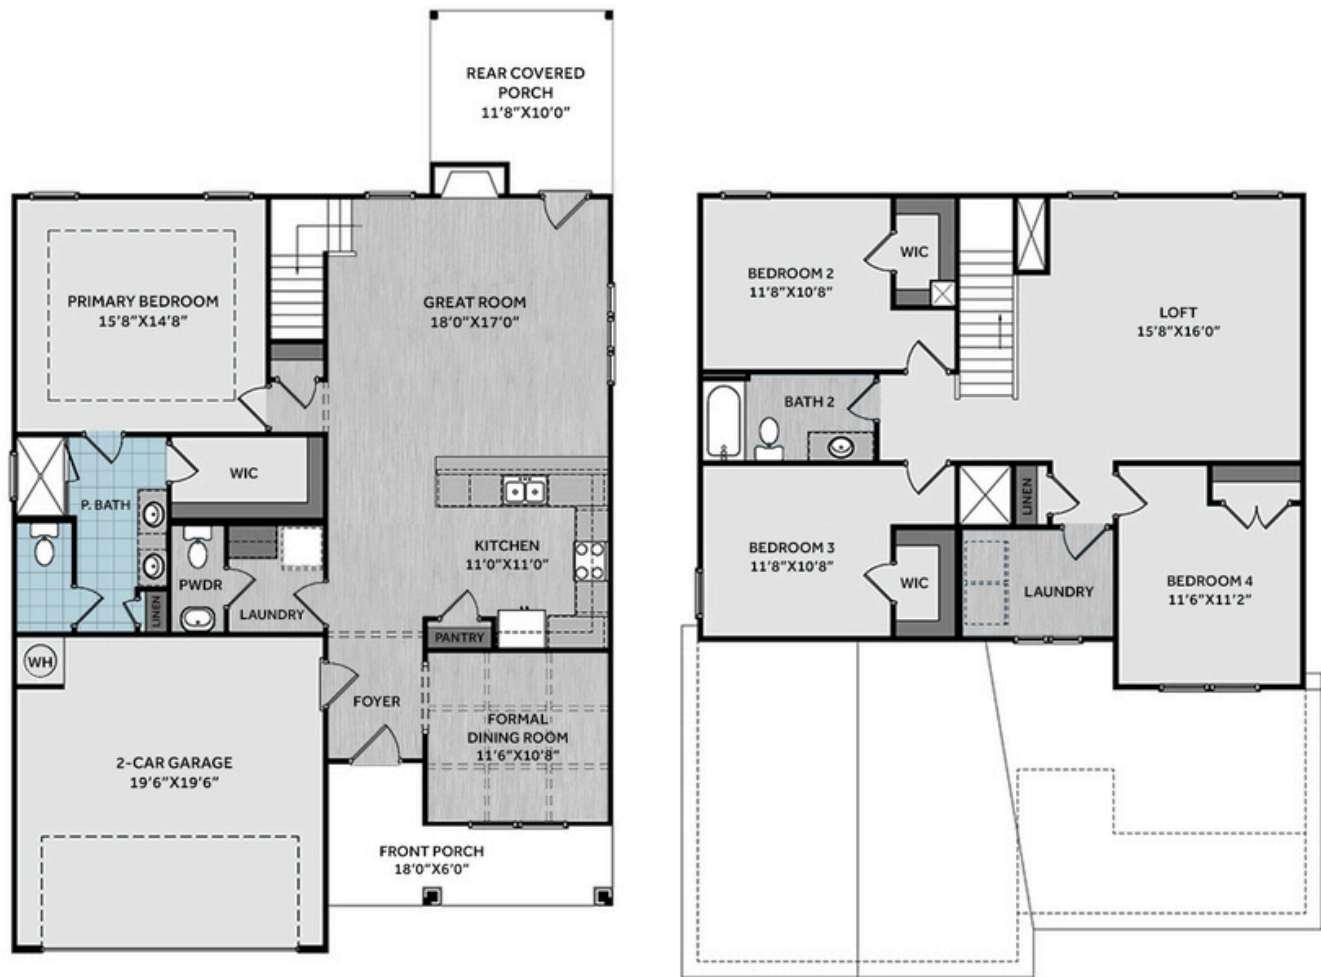 REAR COVERED
PORCH
11'8"X10'0"
PRIMARY BEDROOM
15'8"X14'8"
GREAT ROOM
18'0"X17'0"
P. BATH
WIC
KITCHEN
11'0"X11'0"
PWDR
LAUNDRY
LINEN
PANTRY
WH
FOYER
FORMAL
DINING ROOM
11'6"X10'8"
2-CAR GARAGE
19'6"X19'6"
FRONT PORCH
18'0"X6'0"
BEDROOM 2
11'8"X10'8"
WIC
LOFT
15'8"X16'0"
BATH 2
LINEN
BEDROOM 3
11'8"X10'8"
WIC
LAUNDRY
BEDROOM 4
11'6"X11'2"